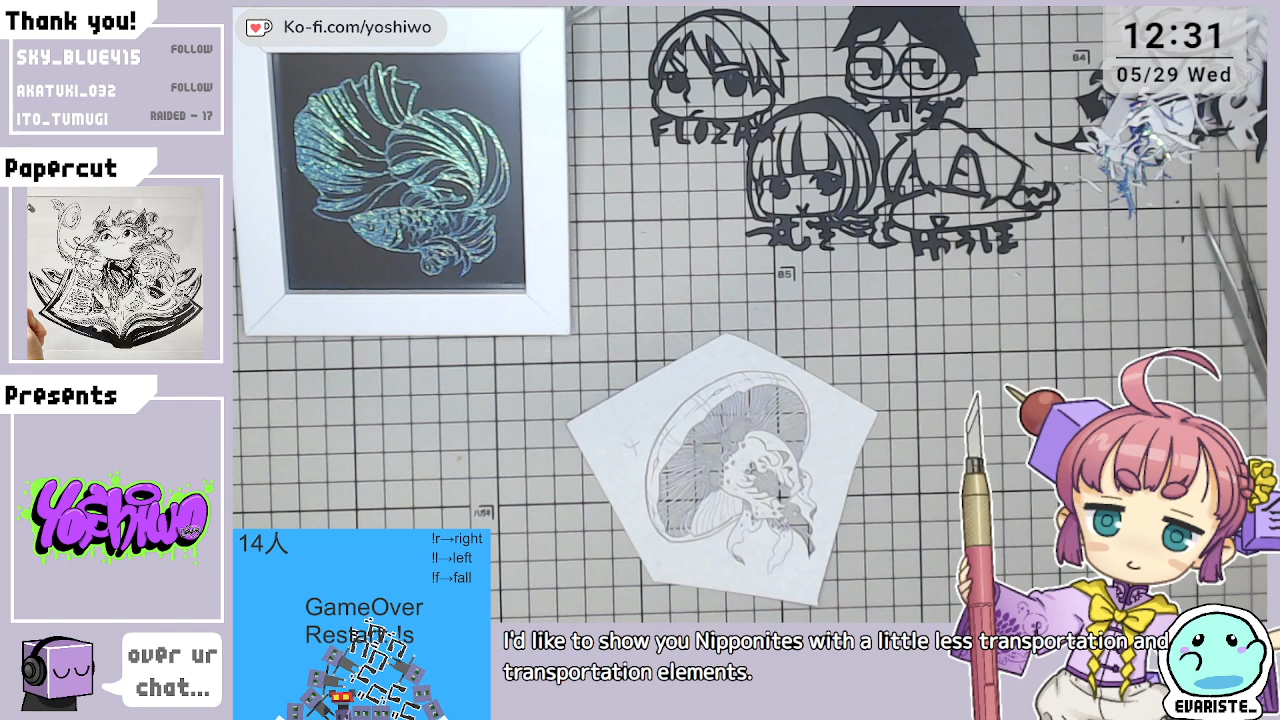 Thank you!
SKY_BLUE415 FOLLOW
AKATUKI_032 FOLLOW
ITO_TUMUGI RAIDED - 17
Papercut
Presents
Yoshiwo
over ur
chat...
Ko-fi.com/yoshiwo
12:31
05/29 Wed
B4
B5
14人
!r→right
!l→left
!f→fall
GameOver
I'd like to show you Nipponites with a little less transportation and
transportation elements.
EVARISTE_